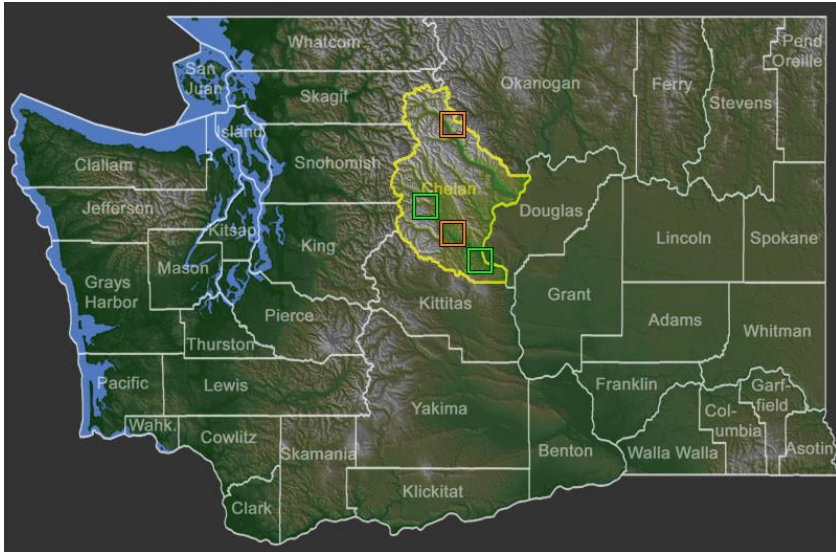 Whatcom
Pend
Oreille
San
Juan
Okanogan
Ferry
Stevens
Skagit
Island
Snohomish
Clallam
Chelan
Jefferson
Douglas
Kitsap
King
Lincoln
Spokane
Mason
Grays
Harbor
Kittitas
Grant
Pierce
Adams
Whitman
Thurston
Pacific
Lewis
Franklin
Garf-
field
Yakima
Col-
umbia
Wahk.
Cowlitz
Skamania
Benton
Walla Walla
Asotin
Klickitat
Clark